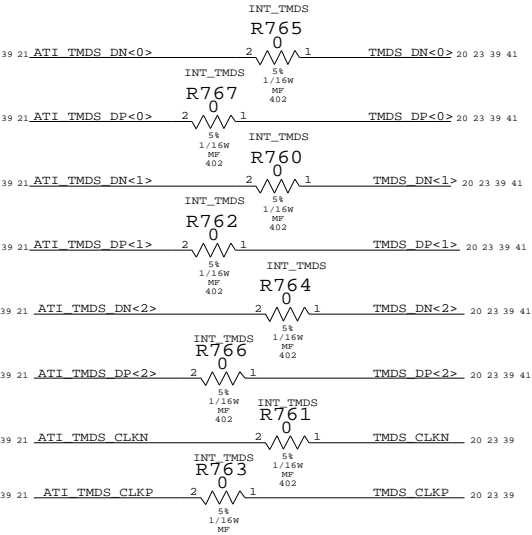 INT_TMDS
R765
0
39 21 ATI_TMDS_DN<0> 2 1 TMDS_DN<0> 20 23 39 41
5%
1/16W
MF
402
INT_TMDS
R767
0
39 21 ATI_TMDS_DP<0> 2 1 TMDS_DP<0> 20 23 39 41
5%
1/16W
MF
402
INT_TMDS
R760
0
39 21 ATI_TMDS_DN<1> 2 1 TMDS_DN<1> 20 23 39 41
5%
1/16W
MF
402
INT_TMDS
R762
0
39 21 ATI_TMDS_DP<1> 2 1 TMDS_DP<1> 20 23 39 41
5%
1/16W
MF
402
INT_TMDS
R764
0
39 21 ATI_TMDS_DN<2> 2 1 TMDS_DN<2> 20 23 39 41
5%
1/16W
MF
402
INT_TMDS
R766
0
39 21 ATI_TMDS_DP<2> 2 1 TMDS_DP<2> 20 23 39 41
5%
1/16W
MF
402
INT_TMDS
R761
0
39 21 ATI_TMDS_CLKN 2 1 TMDS_CLKN 20 23 39
5%
1/16W
MF
402
INT_TMDS
R763
0
39 21 ATI_TMDS_CLKP 2 1 TMDS_CLKP 20 23 39
5%
1/16W
MF